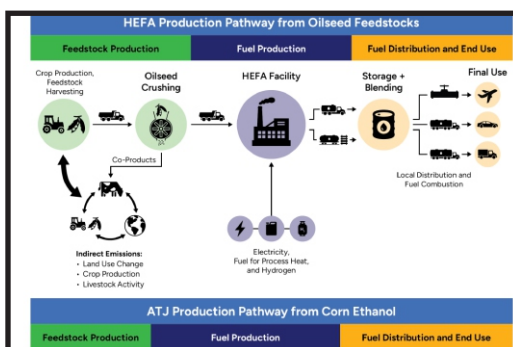 HEFA Production Pathway from Oilseed Feedstocks
Feedstock Production
Fuel Production
Fuel Distribution and End Use
Crop Production,
Feedstock
Harvesting
Oilseed
Crushing
HEFA Facility
Storage +
Blending
Final Use
Co-Products
Local Distribution and
Fuel Combustion
Indirect Emissions:
• Land Use Change
• Crop Production
• Livestock Activity
Electricity,
Fuel for Process Heat,
and Hydrogen
ATJ Production Pathway from Corn Ethanol
Feedstock Production
Fuel Production
Fuel Distribution and End Use